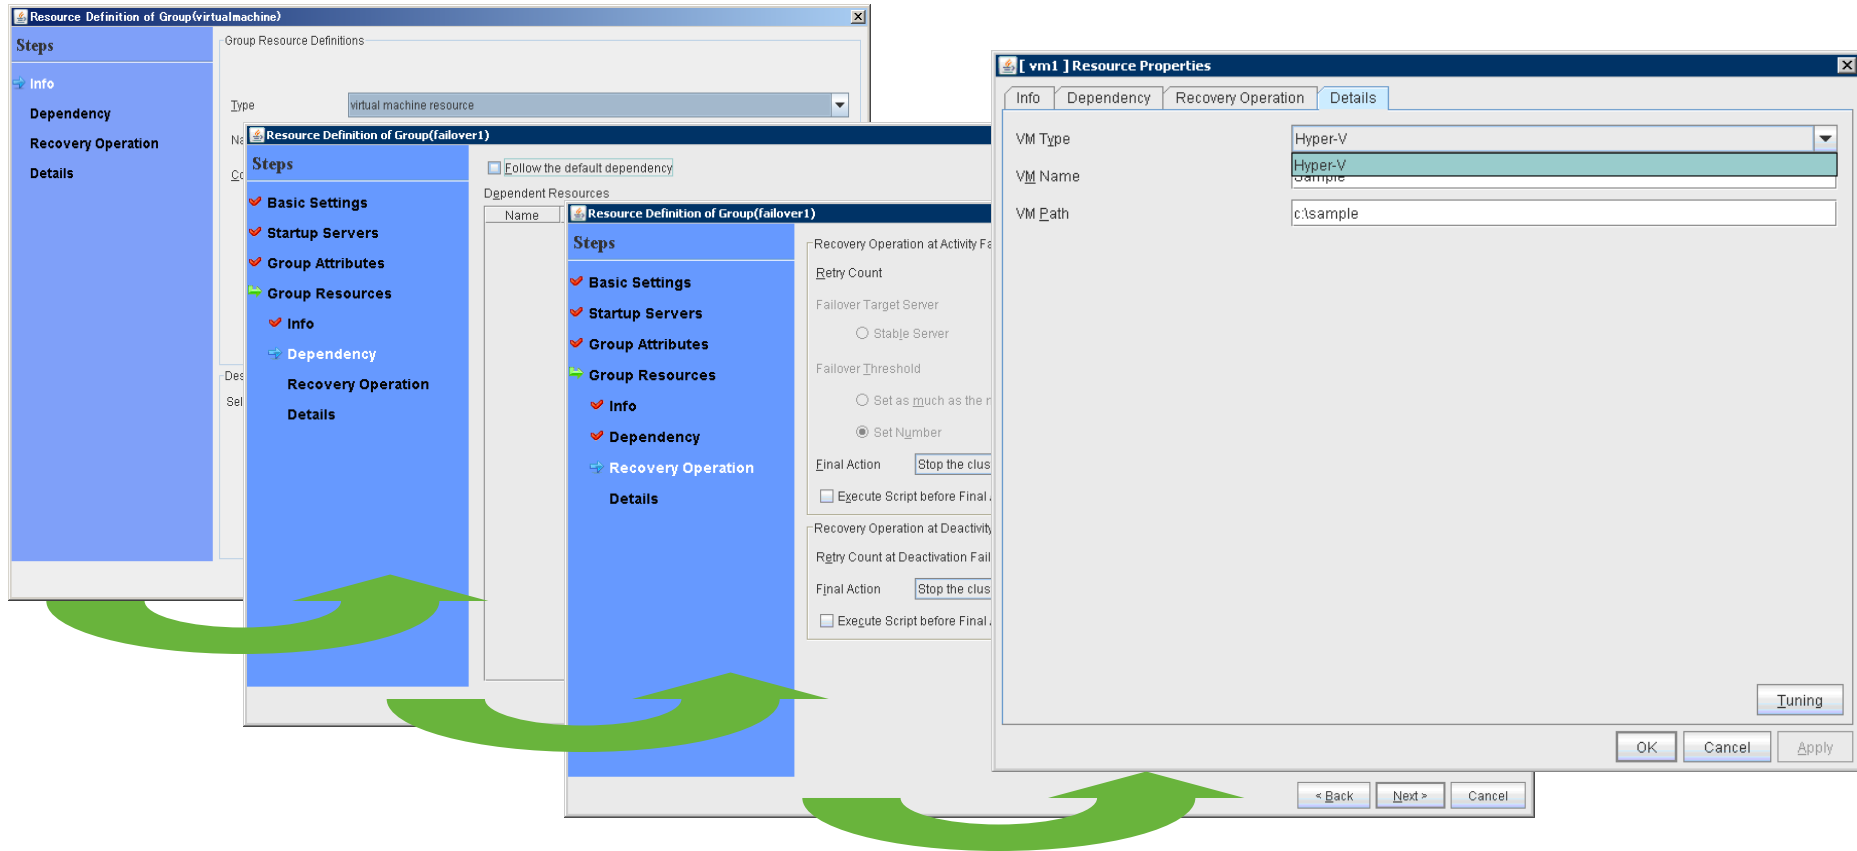 Resource Definition of Group(virtualmachine)
Steps
Info
Dependency
Recovery Operation
Details
Group Resource Definitions
Type
virtual machine resource
Resource Definition of Group(failover1)
Steps
Basic Settings
Startup Servers
Group Attributes
Group Resources
Info
Dependency
Recovery Operation
Details
Follow the default dependency
Dependent Resources
Name
Resource Definition of Group(failover1)
Steps
Basic Settings
Startup Servers
Group Attributes
Group Resources
Info
Dependency
Recovery Operation
Details
Recovery Operation at Activity Fa
Retry Count
Failover Target Server
Stable Server
Failover Threshold
Set as much as the
Set Number
Final Action
Stop the clus
Execute Script before Final
Recovery Operation at Deactivity
Retry Count at Deactivation Fail
Final Action
Stop the clus
Execute Script before Final
< Back
Next >
Cancel
[ vm1 ] Resource Properties
Info
Dependency
Recovery Operation
Details
VM Type
Hyper-V
Hyper-V
VM Name
Sample
VM Path
c:\sample
Tuning
OK
Cancel
Apply